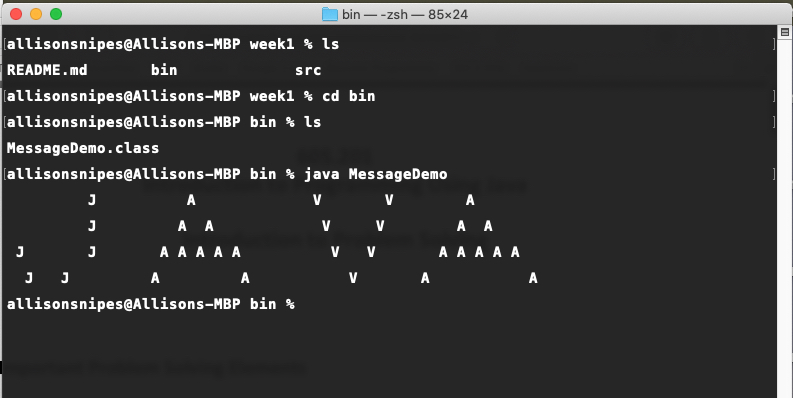 bin — -zsh — 85×24
[allisonsnipes@Allisons-MBP week1 % ls ]
README.md       bin             src
[allisonsnipes@Allisons-MBP week1 % cd bin ]
[allisonsnipes@Allisons-MBP bin % ls ]
MessageDemo.class
[allisonsnipes@Allisons-MBP bin % java MessageDemo ]
         J          A             V       V        A
         J         A  A            V     V        A  A
 J       J       A A A A A          V   V       A A A A A
  J   J         A         A           V       A           A
allisonsnipes@Allisons-MBP bin %